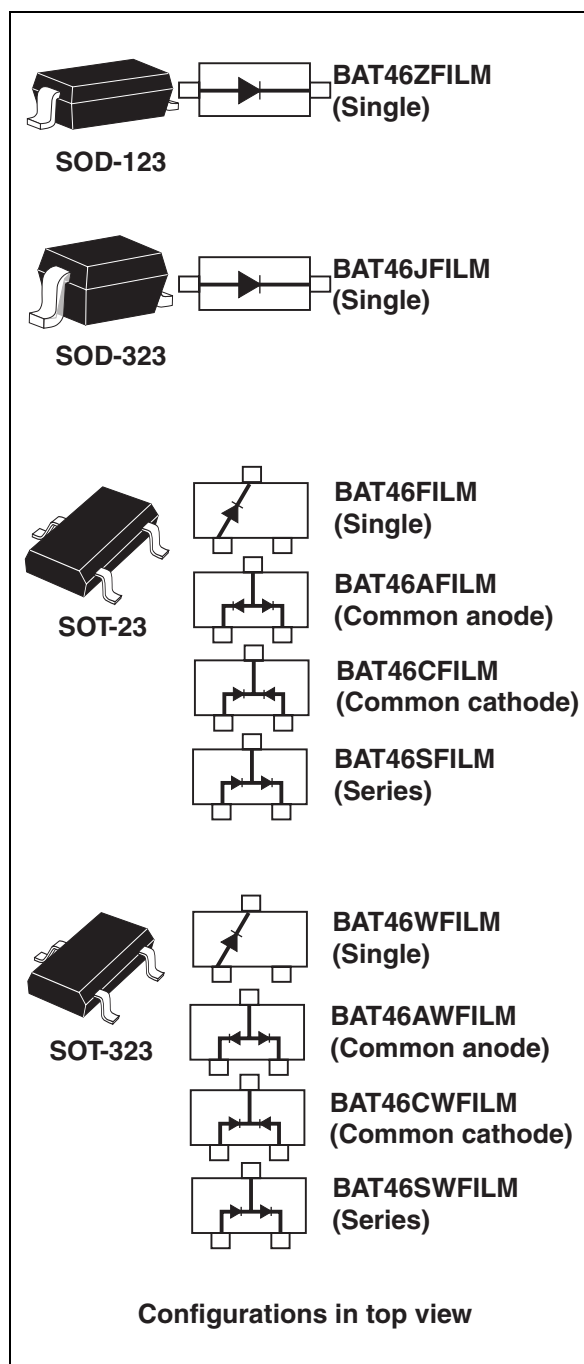 BAT46ZFILM
(Single)
SOD-123
BAT46JFILM
(Single)
SOD-323
BAT46FILM
(Single)
BAT46AFILM
(Common anode)
SOT-23
BAT46CFILM
(Common cathode)
BAT46SFILM
(Series)
BAT46WFILM
(Single)
BAT46AWFILM
(Common anode)
SOT-323
BAT46CWFILM
(Common cathode)
BAT46SWFILM
(Series)
Configurations in top view